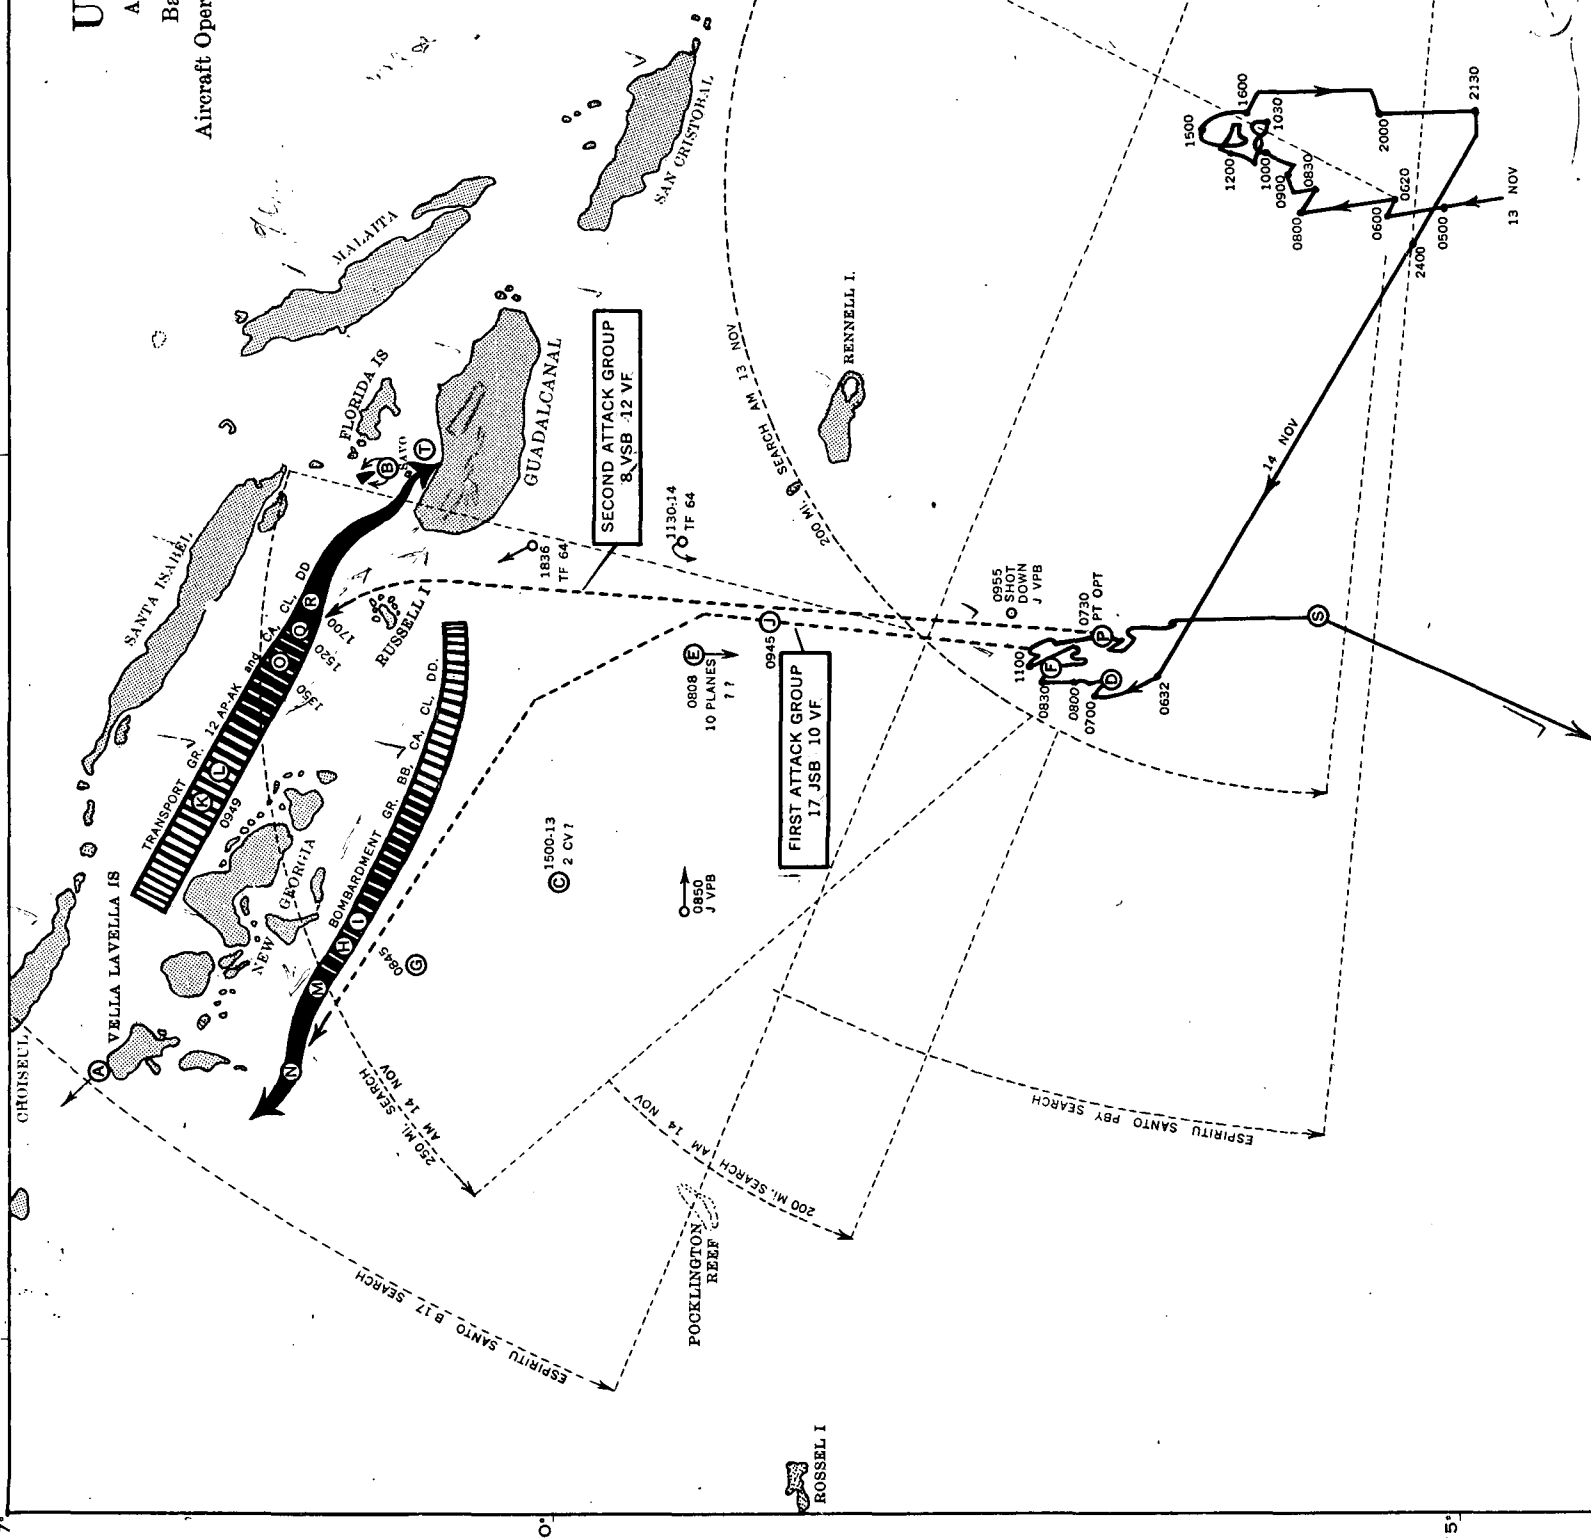 U
A
Ba
Aircraft Oper
SAN CRISTOBAL
MALAITA
FLORIDA IS
SAVO
GUADALCANAL
SANTA ISABEL
RUSSELL I
RENNELL I.
CHOISEUL
VELLA LAVELLA IS
NEW GEORGIA
POCKLINGTON
REEF
ROSSEL I
TRANSPORT GR. 12 AP-AK and CA, CL, DD
BOMBARDMENT GR. BB, CA, CL, DD.
SECOND ATTACK GROUP
8 VSB -12 VF
FIRST ATTACK GROUP
17 JSB 10 VF
A
B
T
K
L
O
Q
R
0949
1350
1520
1700
H
I
M
N
G
0845
C
1500-13
2 CV?
E
0808
10 PLANES
? ?
0850
J VPB
J
0945
1836
TF 64
1130-14
TF 64
0955
SHOT
DOWN
J VPB
0730
PT OPT
P
F
D
S
1100
0830
0800
0700
0632
14 NOV
200 MI. SEARCH AM 13 NOV
200 MI. SEARCH AM 14 NOV
250 MI. SEARCH
AM 14 NOV
ESPIRITU SANTO B.17 SEARCH
ESPIRITU SANTO PBY SEARCH
1500
1600
1200
1030
1000
0900
0830
0800
0620
0600
0500
2000
2130
2400
13 NOV
7°
0°
5°